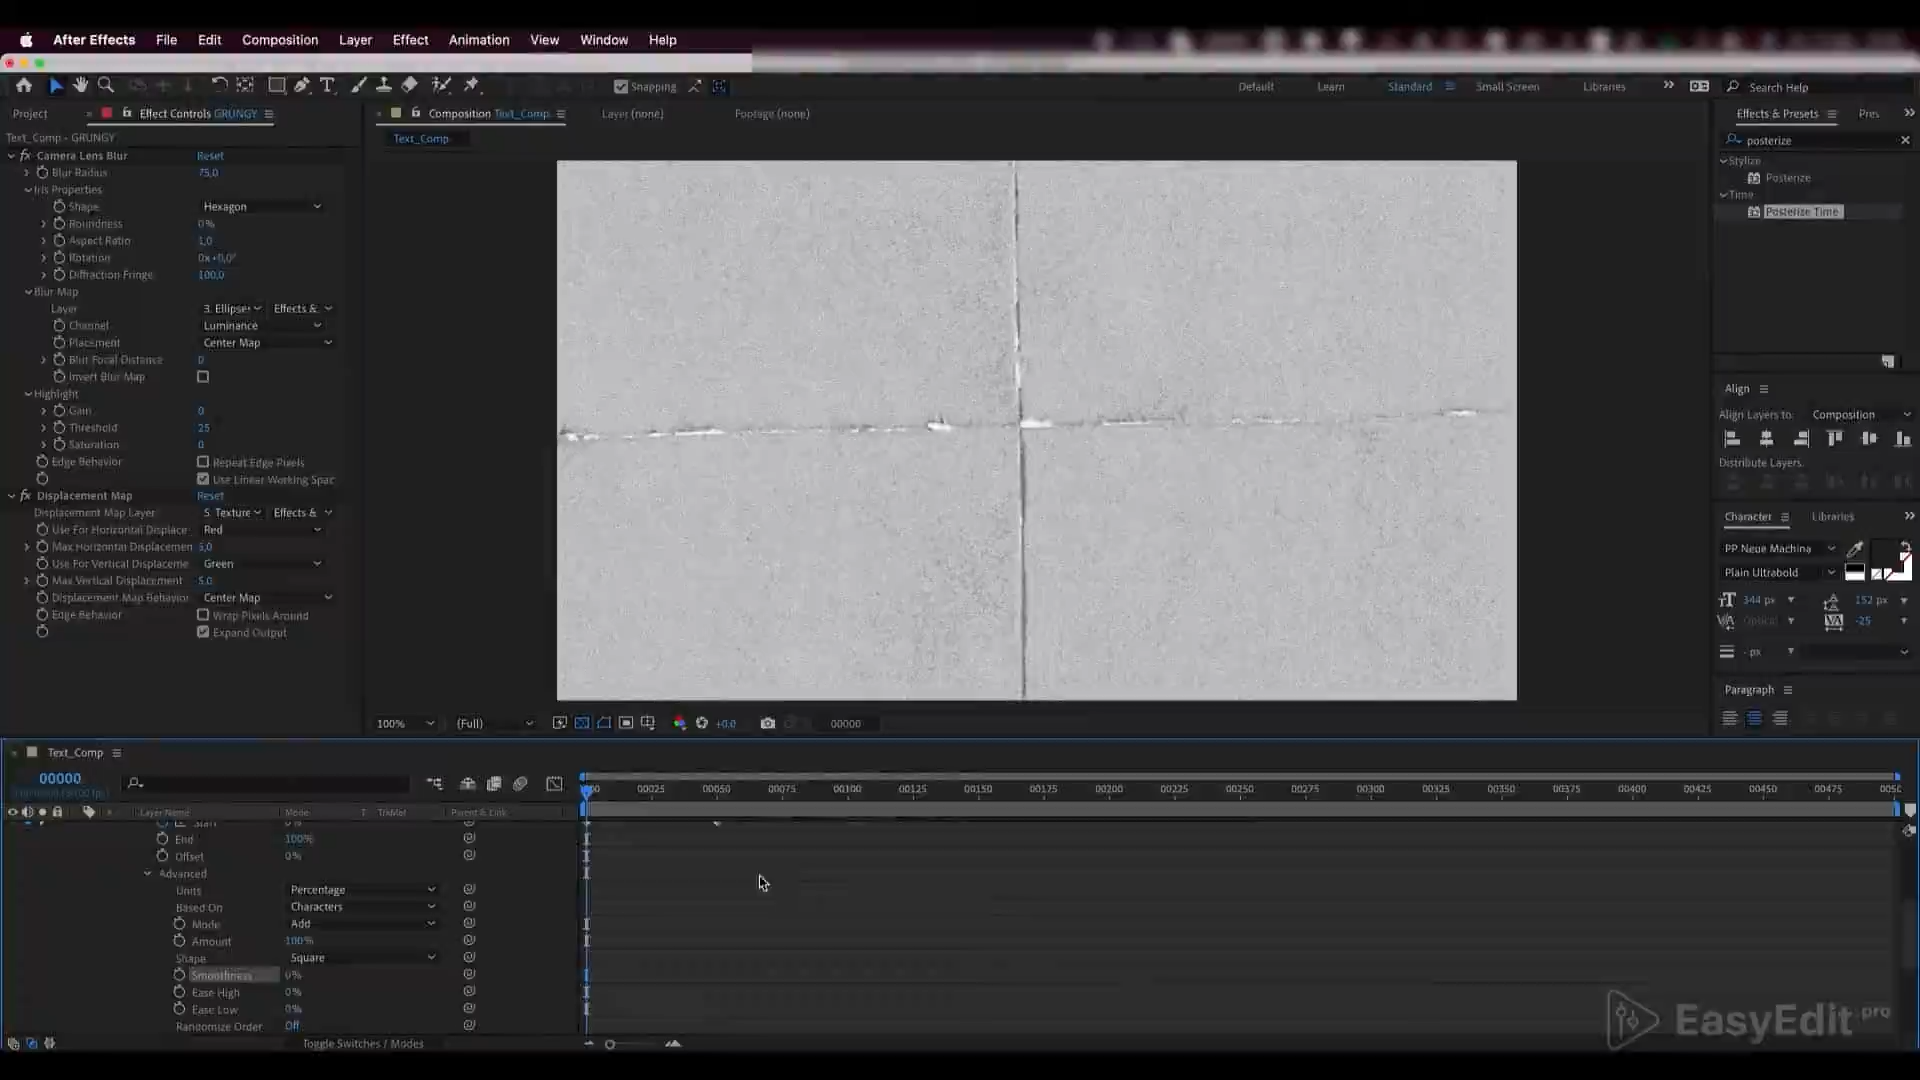 After Effects File Edit Composition Layer Effect Animation View Window Help
Snapping Default Learn Standard Small Screen Libraries Search Help
Project Effect Controls GRUNGY Composition Text_Comp Layer (none) Footage (none) Effects & Presets Pres
Text_Comp - GRUNGY
Text_Comp
posterize
Stylize
Posterize
Time
Posterize Time
fx Camera Lens Blur Reset
Blur Radius 75,0
Iris Properties
Shape Hexagon
Roundness 0%
Aspect Ratio 1,0
Rotation 0x+0,0°
Diffraction Fringe 100,0
Blur Map
Layer 3. Ellipse Effects &
Channel Luminance
Placement Center Map
Blur Focal Distance 0
Invert Blur Map
Highlight
Gain 0
Threshold 25
Saturation 0
Edge Behavior Repeat Edge Pixels
Use Linear Working Spac
fx Displacement Map Reset
Displacement Map Layer 5. Texture Effects &
Use For Horizontal Displace Red
Max Horizontal Displacemen 5,0
Use For Vertical Displaceme Green
Max Vertical Displacement 5,0
Displacement Map Behavior Center Map
Edge Behavior Wrap Pixels Around
Expand Output
Align
Align Layers to: Composition
Distribute Layers:
Character Libraries
PP Neue Machina
Plain Ultrabold
344 px 152 px
Optical -25
- px
Paragraph
100% (Full) +0,0 00000
Text_Comp
00000
00025 00050 00075 00100 00125 00150 00175 00200 00225 00250 00275 00300 00325 00350 00375 00400 00425 00450 00475
Layer Name Mode T TrkMat Parent & Link
Start 0%
End 100%
Offset 0%
Advanced
Units Percentage
Based On Characters
Mode Add
Amount 100%
Shape Square
Smoothness 0%
Ease High 0%
Ease Low 0%
Randomize Order Off
Toggle Switches / Modes
EasyEdit.pro